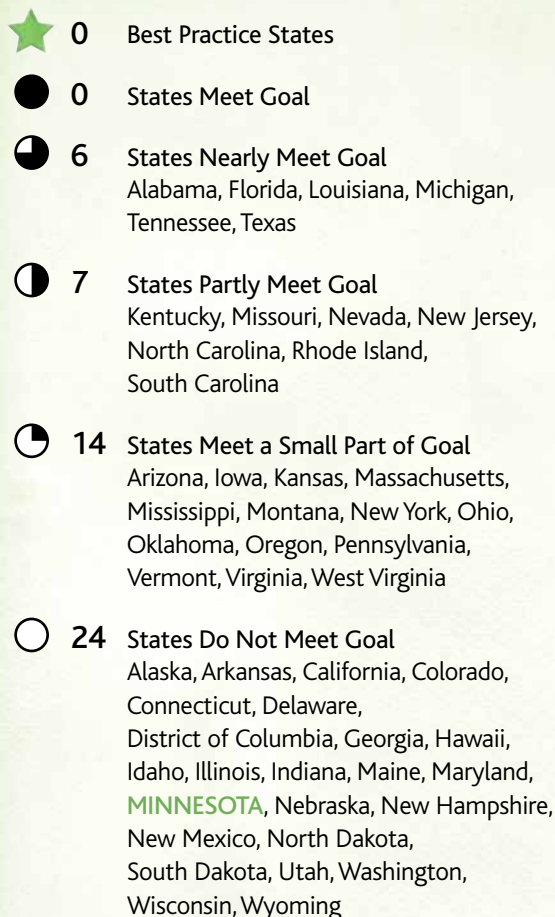 0 Best Practice States
0 States Meet Goal
6 States Nearly Meet Goal
Alabama, Florida, Louisiana, Michigan,
Tennessee, Texas
7 States Partly Meet Goal
Kentucky, Missouri, Nevada, New Jersey,
North Carolina, Rhode Island,
South Carolina
14 States Meet a Small Part of Goal
Arizona, Iowa, Kansas, Massachusetts,
Mississippi, Montana, New York, Ohio,
Oklahoma, Oregon, Pennsylvania,
Vermont, Virginia, West Virginia
24 States Do Not Meet Goal
Alaska, Arkansas, California, Colorado,
Connecticut, Delaware,
District of Columbia, Georgia, Hawaii,
Idaho, Illinois, Indiana, Maine, Maryland,
MINNESOTA, Nebraska, New Hampshire,
New Mexico, North Dakota,
South Dakota, Utah, Washington,
Wisconsin, Wyoming